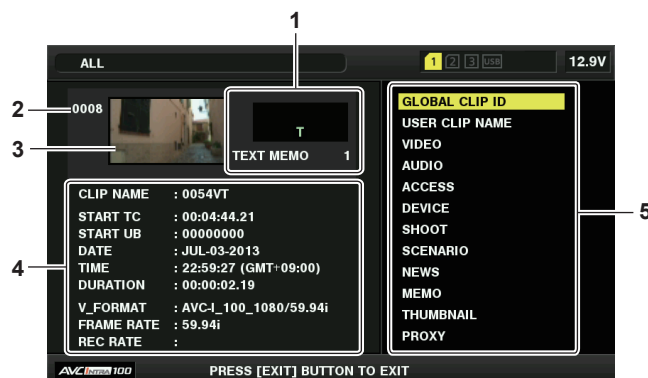 1
ALL
1 2 3 USB
12.9V
2
0008
3
T
TEXT MEMO 1
GLOBAL CLIP ID
USER CLIP NAME
VIDEO
AUDIO
ACCESS
DEVICE
SHOOT
SCENARIO
NEWS
MEMO
THUMBNAIL
PROXY
5
4
CLIP NAME : 0054VT
START TC : 00:04:44.21
START UB : 00000000
DATE : JUL-03-2013
TIME : 22:59:27 (GMT+09:00)
DURATION : 00:00:02.19
V_FORMAT : AVC-I_100_1080/59.94i
FRAME RATE : 59.94i
REC RATE :
AVC INTRA 100
PRESS [EXIT] BUTTON TO EXIT